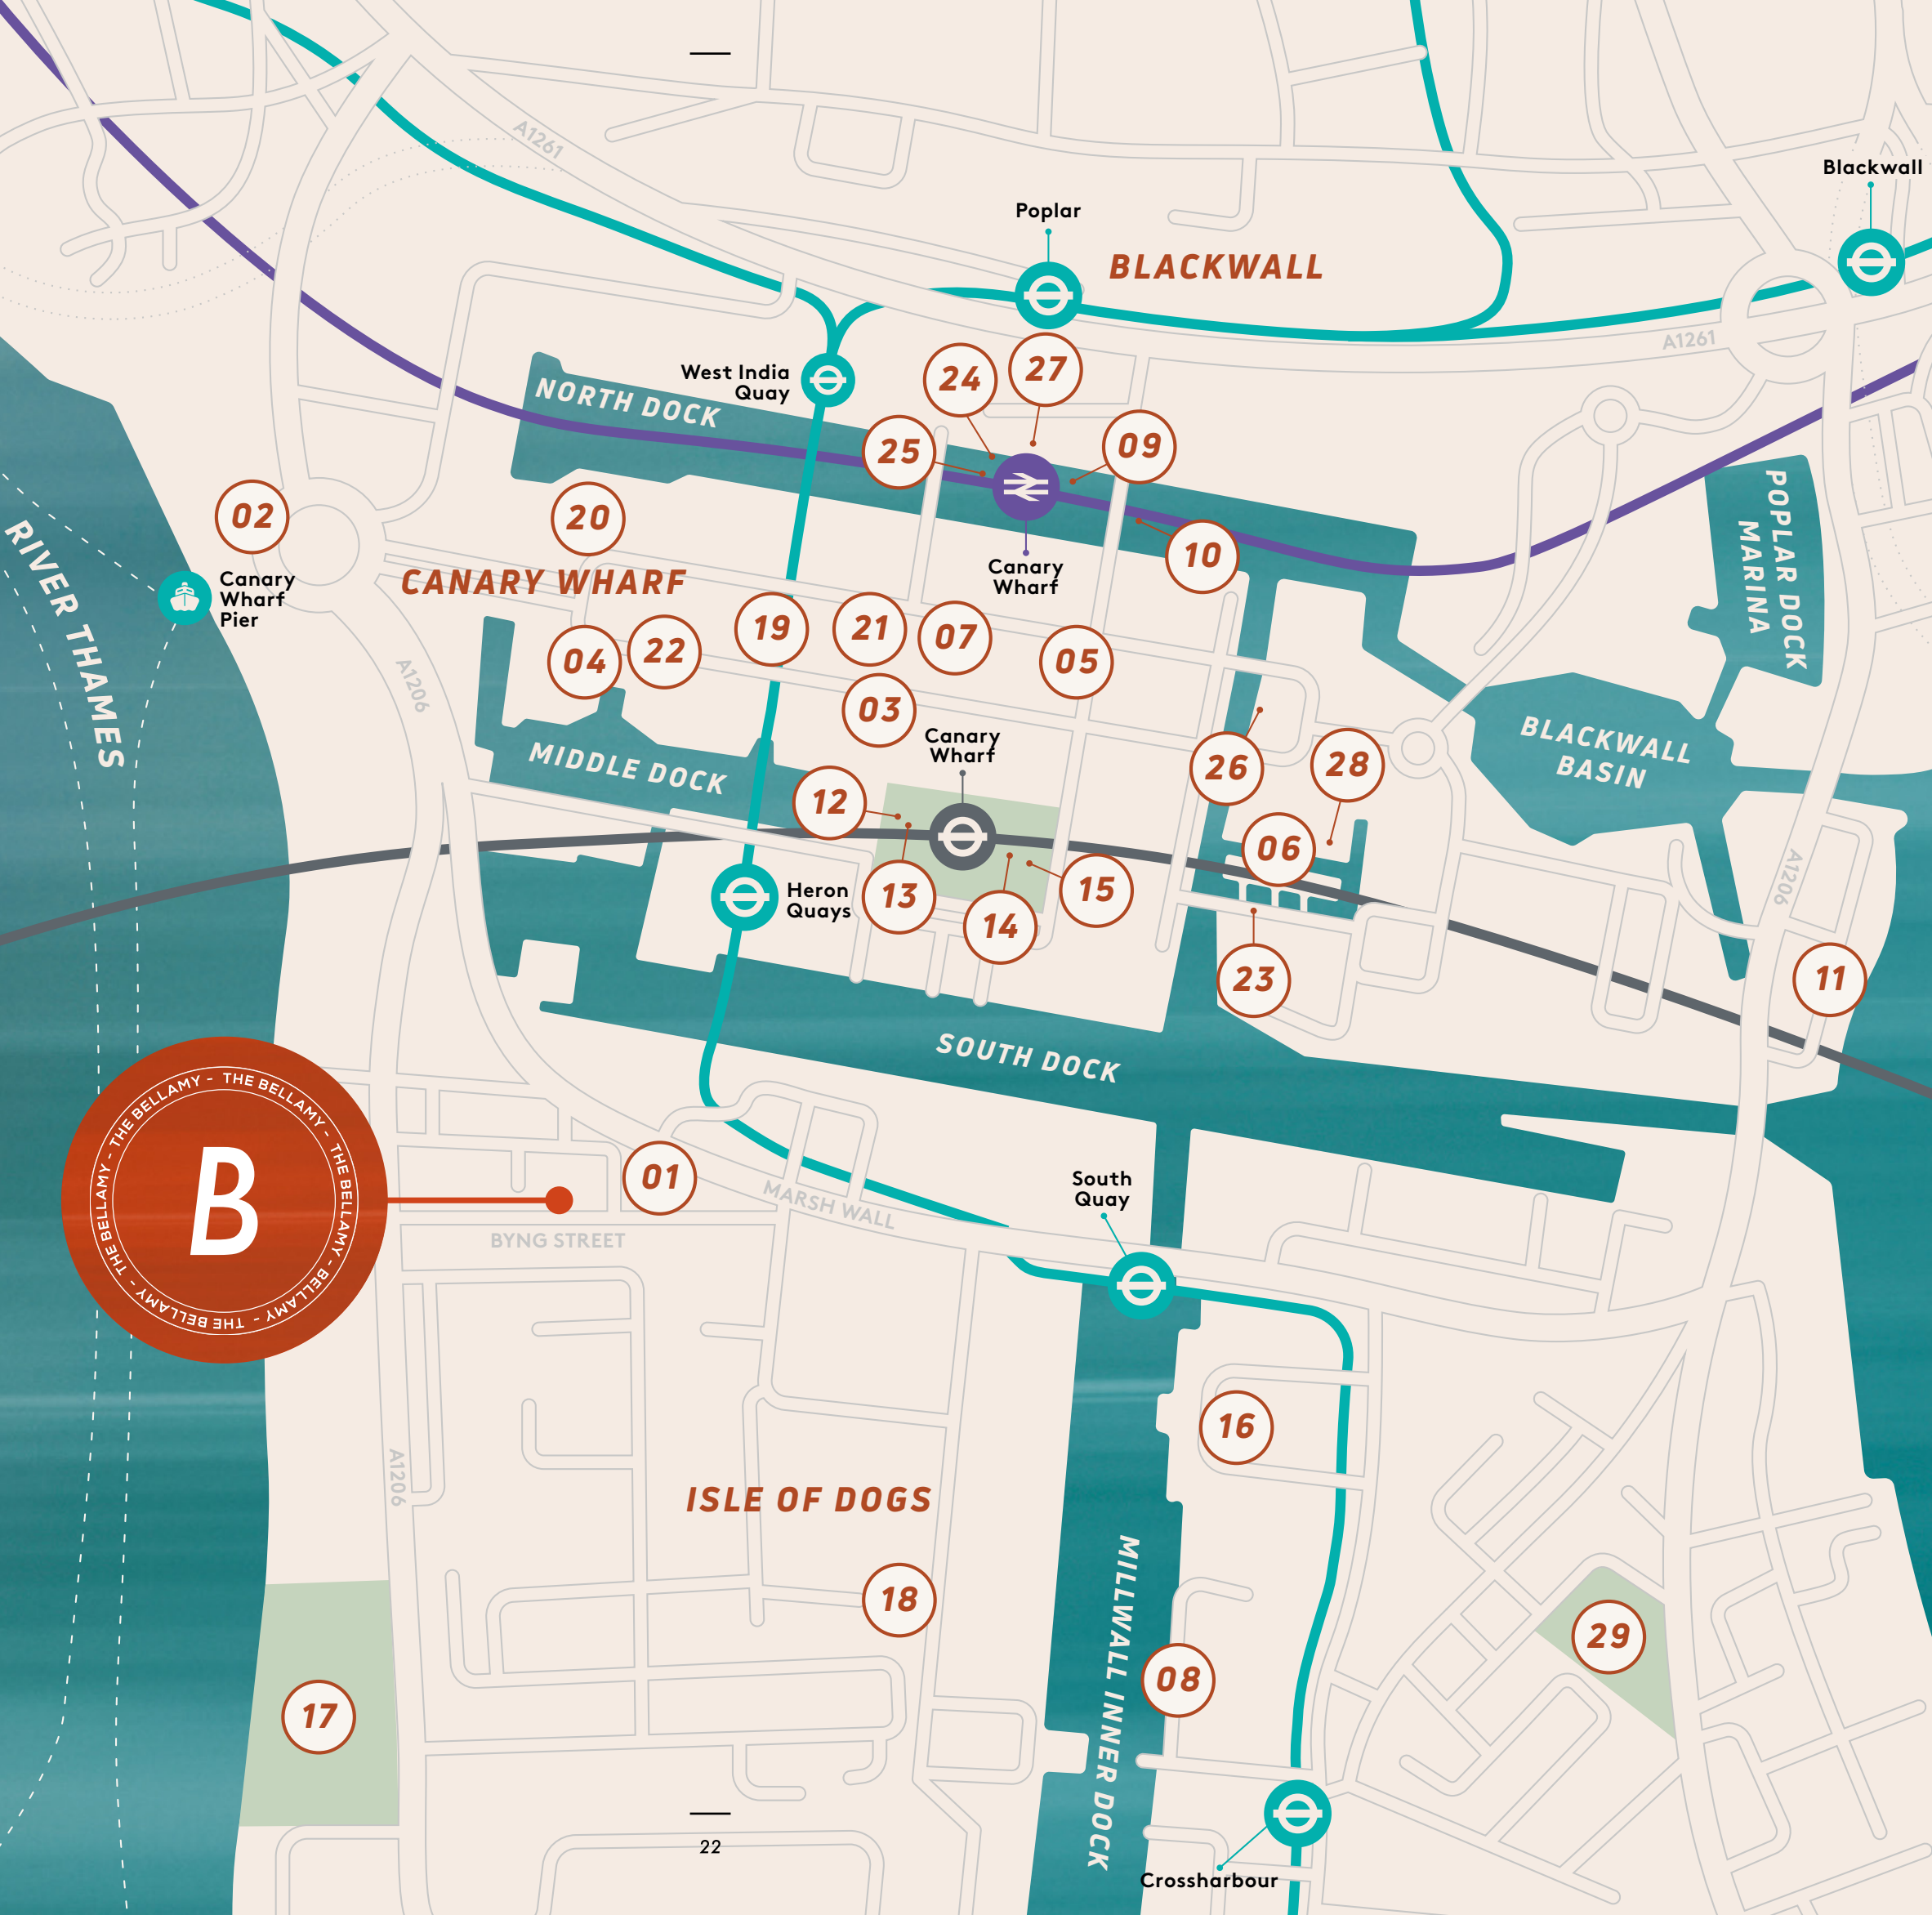 A1261
Blackwall
Poplar
BLACKWALL
A1261
West India
Quay
24
27
NORTH DOCK
25
09
POPLAR DOCK
MARINA
02
20
10
RIVER THAMES
Canary
Wharf
Pier
CANARY WHARF
Canary
Wharf
19
21
07
05
04
22
A1206
03
Canary
Wharf
MIDDLE DOCK
26
28
BLACKWALL
BASIN
12
06
A1206
Heron
Quays
13
14
15
23
11
SOUTH DOCK
THE BELLAMY - THE BELLAMY - BELLAMY - THE BELLAMY - THE BELLAMY - THE BELLAMY -
B
01
MARSH WALL
South
Quay
BYNG STREET
16
A1206
ISLE OF DOGS
18
MILLWALL INNER DOCK
08
29
17
22
Crossharbour